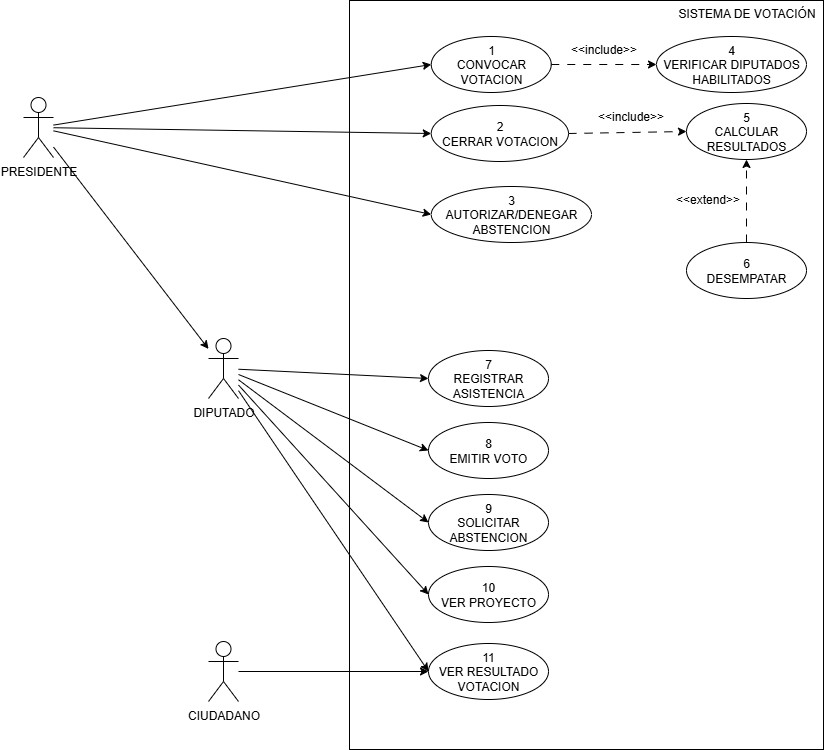 SISTEMA DE VOTACIÓN
1
CONVOCAR
VOTACION
<<include>>
4
VERIFICAR DIPUTADOS
HABILITADOS
2
CERRAR VOTACION
<<include>>
5
CALCULAR
RESULTADOS
PRESIDENTE
3
AUTORIZAR/DENEGAR
ABSTENCION
<<extend>>
6
DESEMPATAR
7
REGISTRAR
ASISTENCIA
DIPUTADO
8
EMITIR VOTO
9
SOLICITAR
ABSTENCION
10
VER PROYECTO
11
VER RESULTADO
VOTACION
CIUDADANO